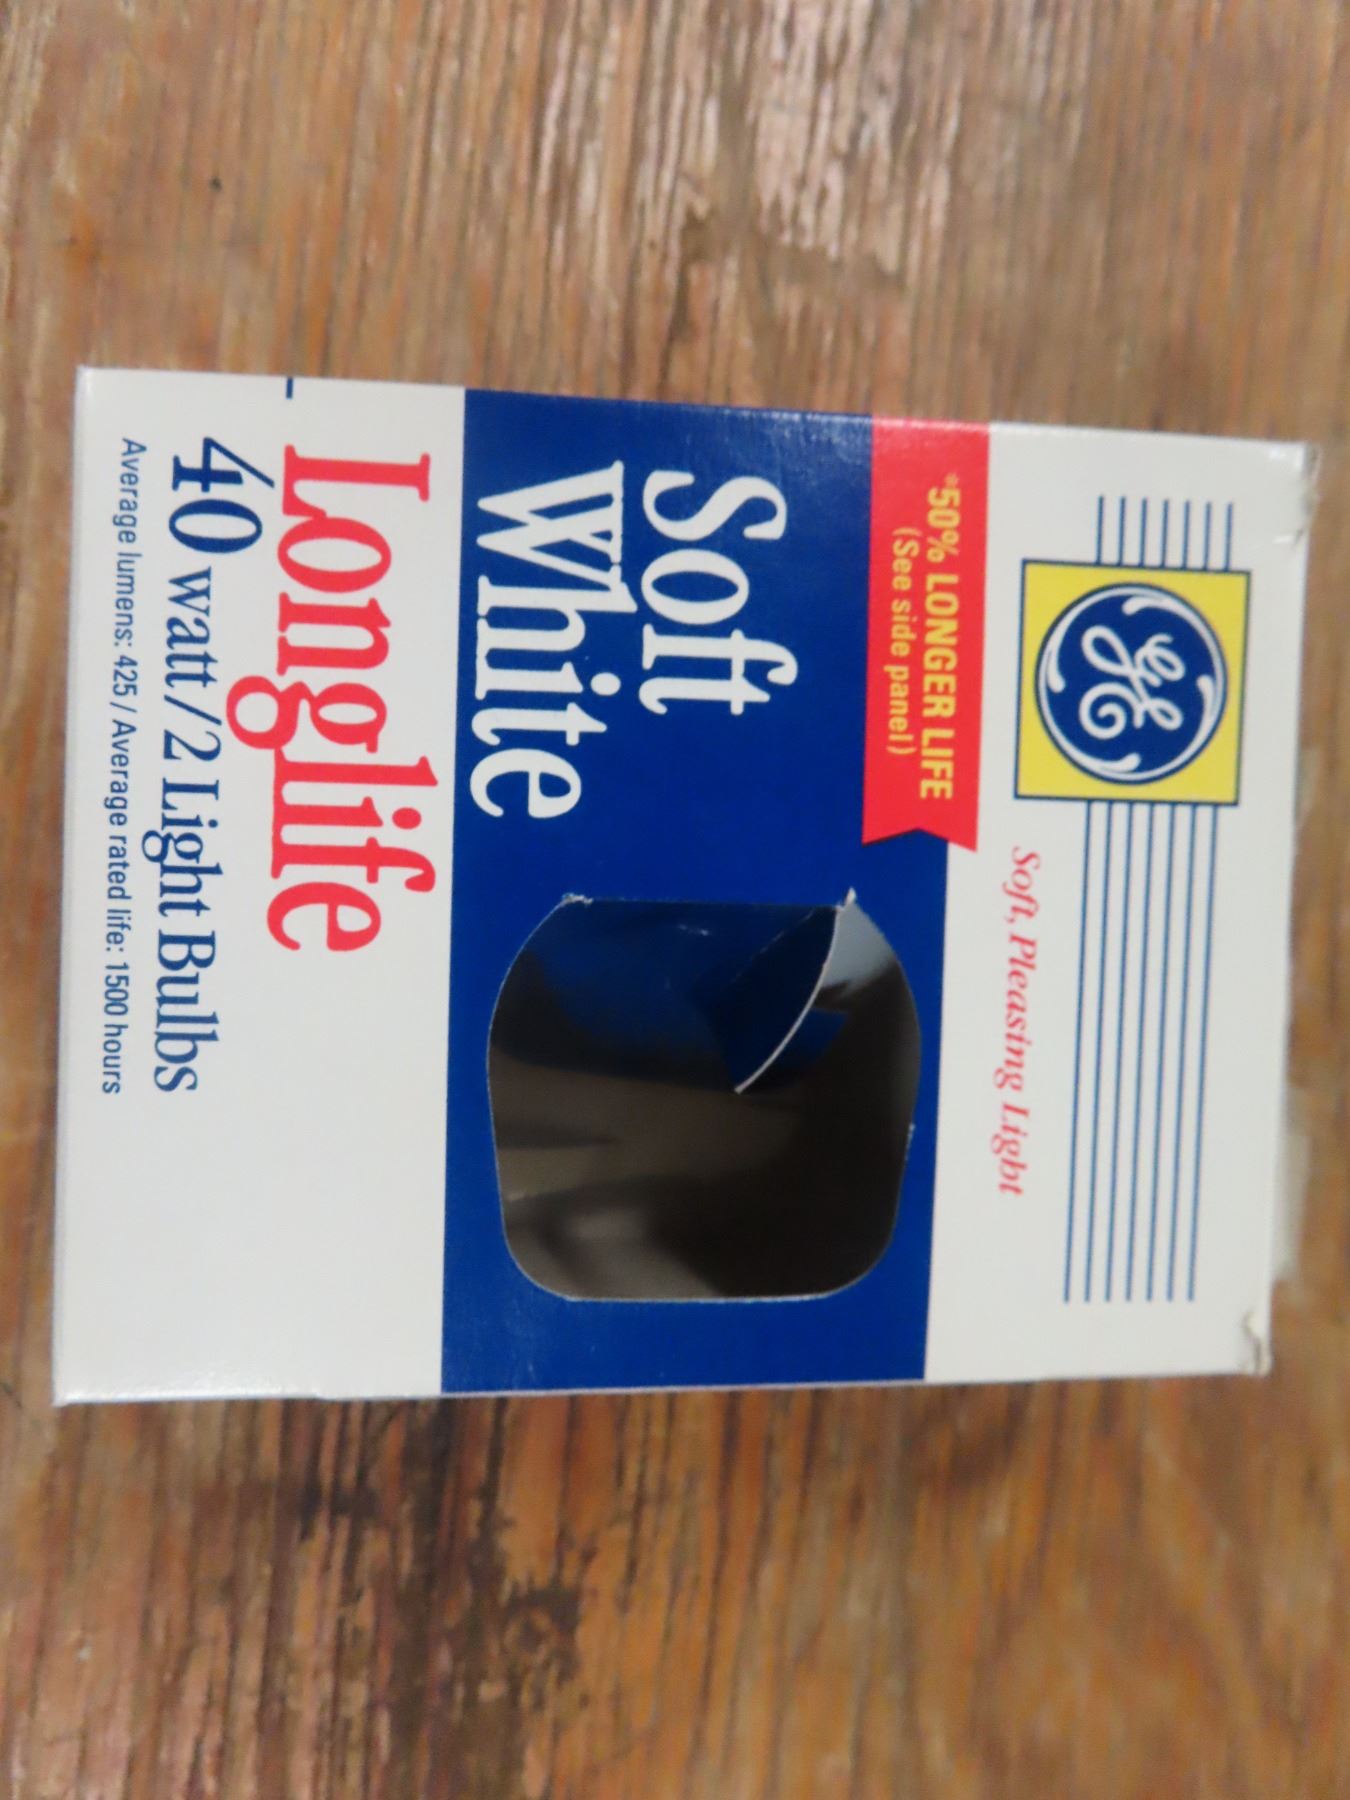 GE
Soft, Pleasing Light
*50% LONGER LIFE
(See side panel)
Soft
White
Longlife
40 watt/2 Light Bulbs
Average lumens: 425 / Average rated life: 1500 hours